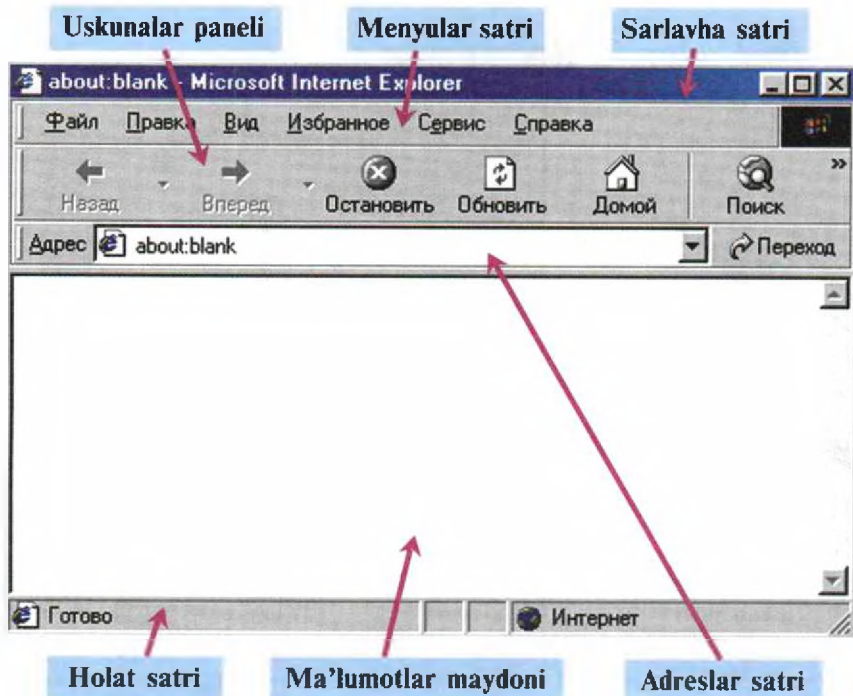 Uskunalar paneli Menyular satri Sarlavha satri
about:blank - Microsoft Internet Explorer
Файл Правка Вид Избранное Сервис Справка
Назад Вперед Остановить Обновить Домой Поиск »
Адрес about:blank Переход
Готово Интернет
Holat satri Ma’lumotlar maydoni Adreslar satri